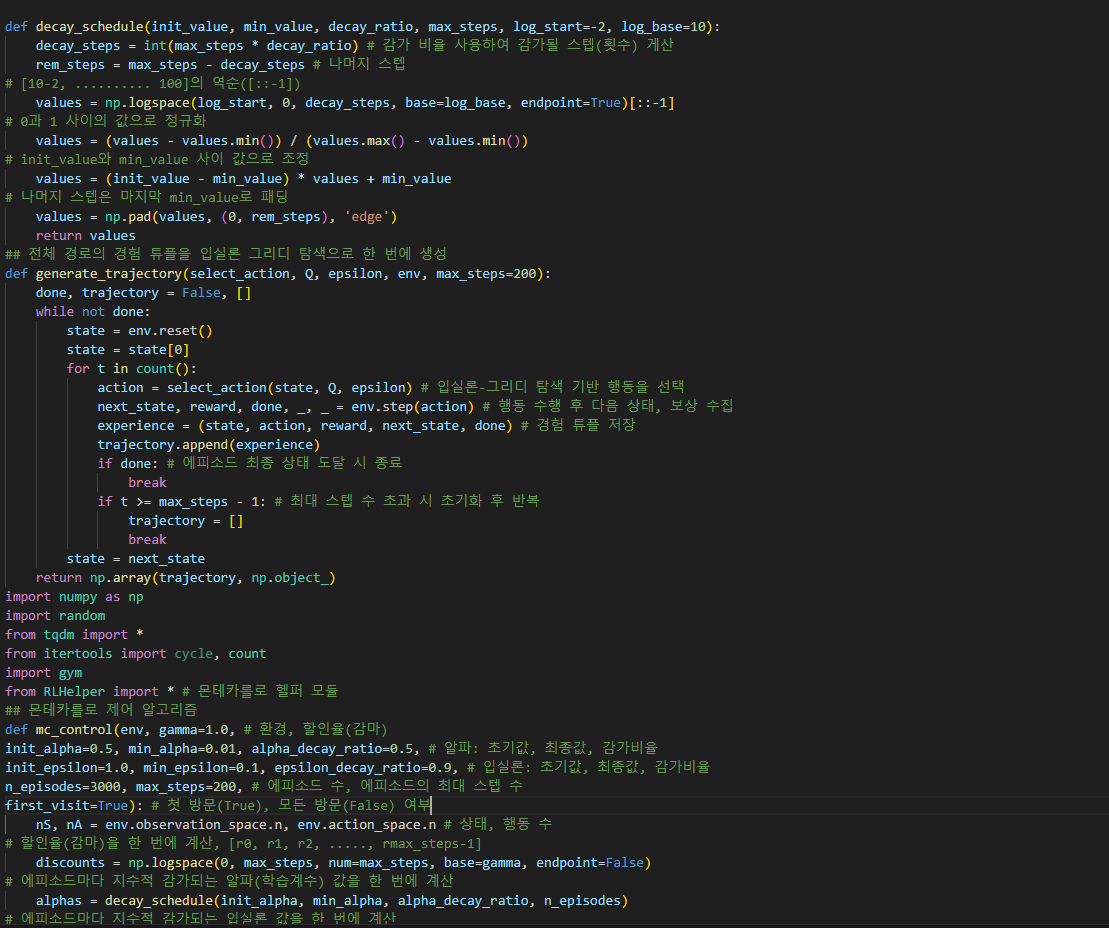 def decay_schedule(init_value, min_value, decay_ratio, max_steps, log_start=-2, log_base=10):
    decay_steps = int(max_steps * decay_ratio) # 감가 비율 사용하여 감가될 스텝(횟수) 게산
    rem_steps = max_steps - decay_steps # 나머지 스텝
# [10-2, .......... 100]의 역순([::-1])
    values = np.logspace(log_start, 0, decay_steps, base=log_base, endpoint=True)[::-1]
# 0과 1 사이의 값으로 정규화
    values = (values - values.min()) / (values.max() - values.min())
# init_value와 min_value 사이 값으로 조정
    values = (init_value - min_value) * values + min_value
# 나머지 스텝은 마지막 min_value로 패딩
    values = np.pad(values, (0, rem_steps), 'edge')
    return values
## 전체 경로의 경험 튜플을 입실론 그리디 탐색으로 한 번에 생성
def generate_trajectory(select_action, Q, epsilon, env, max_steps=200):
    done, trajectory = False, []
    while not done:
        state = env.reset()
        state = state[0]
        for t in count():
            action = select_action(state, Q, epsilon) # 입실론-그리디 탐색 기반 행동을 선택
            next_state, reward, done, _, _ = env.step(action) # 행동 수행 후 다음 상태, 보상 수집
            experience = (state, action, reward, next_state, done) # 경험 튜플 저장
            trajectory.append(experience)
            if done: # 에피소드 최종 상태 도달 시 종료
                break
            if t >= max_steps - 1: # 최대 스텝 수 초과 시 초기화 후 반복
                trajectory = []
                break
        state = next_state
    return np.array(trajectory, np.object_)
import numpy as np
import random
from tqdm import *
from itertools import cycle, count
import gym
from RLHelper import * # 몬테카를로 헬퍼 모듈
## 몬테카를로 제어 알고리즘
def mc_control(env, gamma=1.0, # 환경, 할인율(감마)
init_alpha=0.5, min_alpha=0.01, alpha_decay_ratio=0.5, # 알파: 초기값, 최종값, 감가비율
init_epsilon=1.0, min_epsilon=0.1, epsilon_decay_ratio=0.9, # 입실론: 초기값, 최종값, 감가비율
n_episodes=3000, max_steps=200, # 에피소드 수, 에피소드의 최대 스텝 수
first_visit=True): # 첫 방문(True), 모든 방문(False) 여부
    nS, nA = env.observation_space.n, env.action_space.n # 상태, 행동 수
# 할인율(감마)을 한 번에 계산, [r0, r1, r2, ....., rmax_steps-1]
    discounts = np.logspace(0, max_steps, num=max_steps, base=gamma, endpoint=False)
# 에피소드마다 지수적 감가되는 알파(학습계수) 값을 한 번에 계산
    alphas = decay_schedule(init_alpha, min_alpha, alpha_decay_ratio, n_episodes)
# 에피소드마다 지수적 감가되는 입실론 값을 한 번에 계산